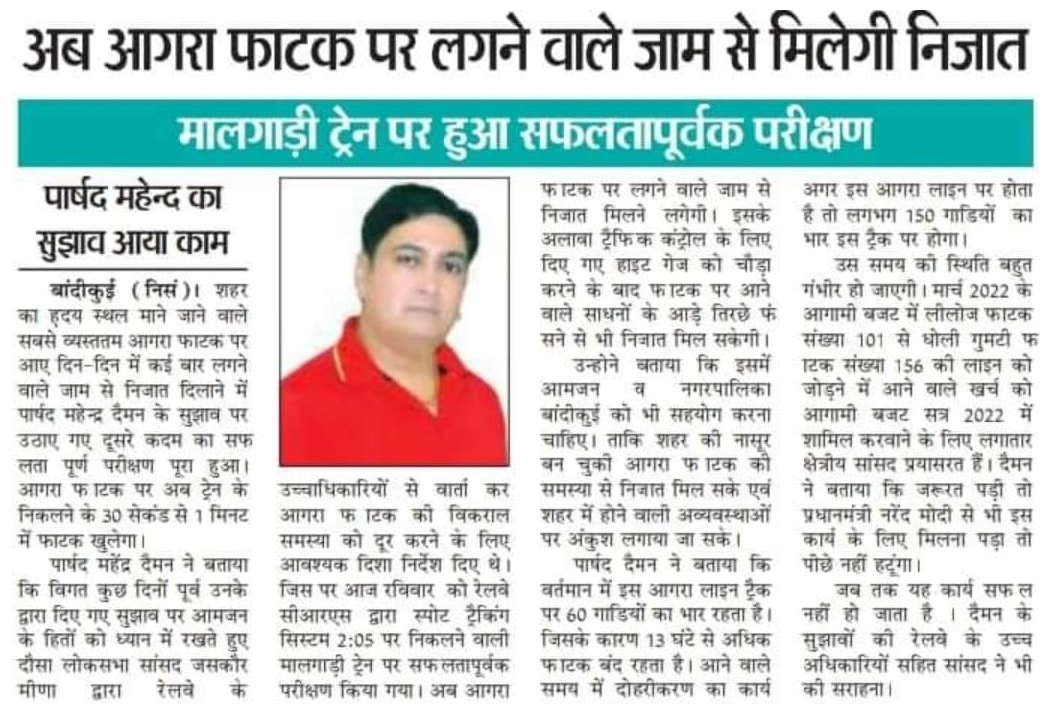 अब आगरा फाटक पर लगने वाले जाम से मिलेगी निजात
मालगाड़ी ट्रेन पर हुआ सफलतापूर्वक परीक्षण
पार्षद महेन्द का
सुझाव आया काम
बांदीकुई (निसं)। शहर
का हृदय स्थल माने जाने वाले
सबसे व्यस्ततम आगरा फाटक पर
आए दिन-दिन में कई बार लगने
वाले जाम से निजात दिलाने में
पार्षद महेन्द्र दैमन के सुझाव पर
उठाए गए दूसरे कदम का सफ
लता पूर्ण परीक्षण पूरा हुआ।
आगरा फ ाटक पर अब ट्रेन के
निकलने के 30 सेकंड से 1 मिनट
में फाटक खुलेगा।
पार्षद महेंद्र दैमन ने बताया
कि विगत कुछ दिनों पूर्व उनके
द्वारा दिए गए सुझाव पर आमजन
के हितों को ध्यान में रखते हुए
दौसा लोकसभा सांसद जसकौर
मीणा द्वारा रेलवे के
उच्चाधिकारियों से वार्ता कर
आगरा फ ाटक की विकराल
समस्या को दूर करने के लिए
आवश्यक दिशा निर्देश दिए थे।
जिस पर आज रविवार को रेलवे
सीआरएस द्वारा स्पोट ट्रैकिंग
सिस्टम 2:05 पर निकलने वाली
मालगाड़ी ट्रेन पर सफ लतापूर्वक
परीक्षण किया गया। अब आगरा
फ ाटक पर लगने वाले जाम से
निजात मिलने लगेगी। इसके
अलावा ट्रैफि क कंट्रोल के लिए
दिए गए हाइट गेज को चौड़ा
करने के बाद फ ाटक पर आने
वाले साधनों के आड़े तिरछे फं
सने से भी निजात मिल सकेगी।
उन्होने बताया कि इसमें
आमजन व नगरपालिका
बांदीकुई को भी सहयोग करना
चाहिए। ताकि शहर की नासूर
बन चुकी आगरा फ ाटक की
समस्या से निजात मिल सके एवं
शहर में होने वाली अव्यवस्थाओं
पर अंकुश लगाया जा सके।
पार्षद दैमन ने बताया कि
वर्तमान में इस आगरा लाइन ट्रैक
पर 60 गाडियों का भार रहता है।
जिसके कारण 13 घंटे से अधिक
फ ाटक बंद रहता है। आने वाले
समय में दोहरीकरण का कार्य
अगर इस आगरा लाइन पर होता
है तो लगभग 150 गाडियों का
भार इस ट्रैक पर होगा।
उस समय की स्थिति बहुत
गंभीर हो जाएगी। मार्च 2022 के
आगामी बजट में लीलोज फाटक
संख्या 101 से धोली गुमटी फ
ाटक संख्या 156 की लाइन को
जोड़ने में आने वाले खर्च को
आगामी बजट सत्र 2022 में
शामिल करवाने के लिए लगातार
क्षेत्रीय सांसद प्रयासरत हैं। दैमन
ने बताया कि जरूरत पड़ी तो
प्रधानमंत्री नरेंद मोदी से भी इस
कार्य के लिए मिलना पड़ा तो
पीछे नहीं हटूंगा।
जब तक यह कार्य सफ ल
नहीं हो जाता है । दैमन के
सुझावों की रेलवे के उच्च
अधिकारियों सहित सांसद ने भी
की सराहना।